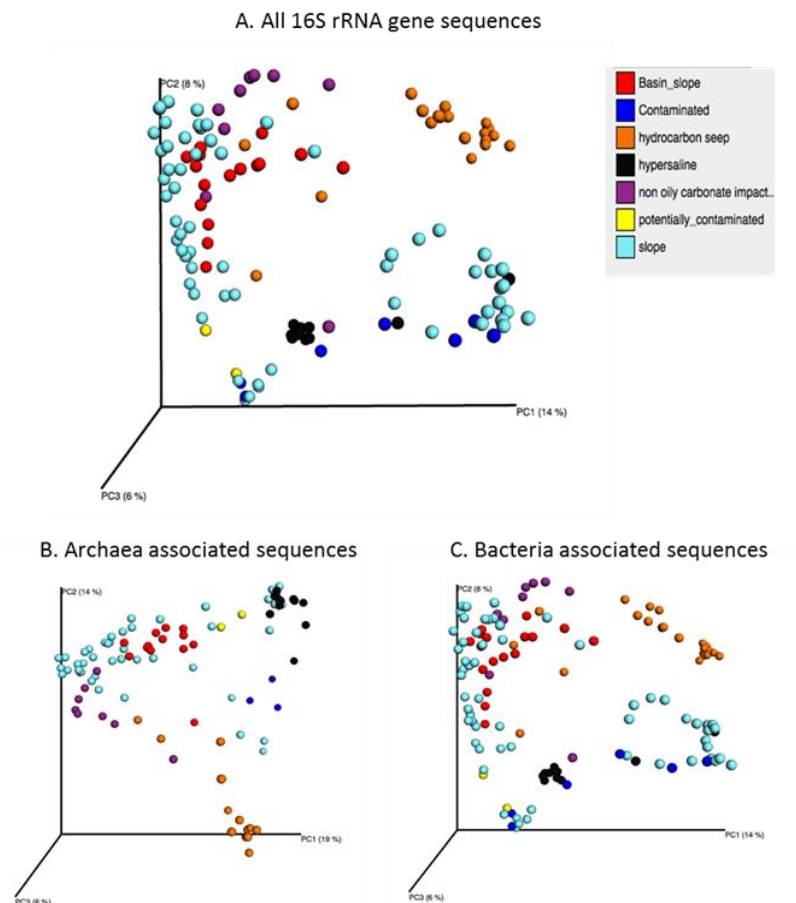 A. All 16S rRNA gene sequences
PC2 (8 %)
Basin_slope
Contaminated
hydrocarbon seep
hypersaline
non oily carbonate impact..
potentially_contaminated
slope
PC1 (14 %)
PC3 (6 %)
B. Archaea associated sequences
C. Bacteria associated sequences
PC2 (14 %)
PC2 (8 %)
PC1 (19 %)
PC1 (14 %)
PC3 (6 %)
PC3 (6 %)